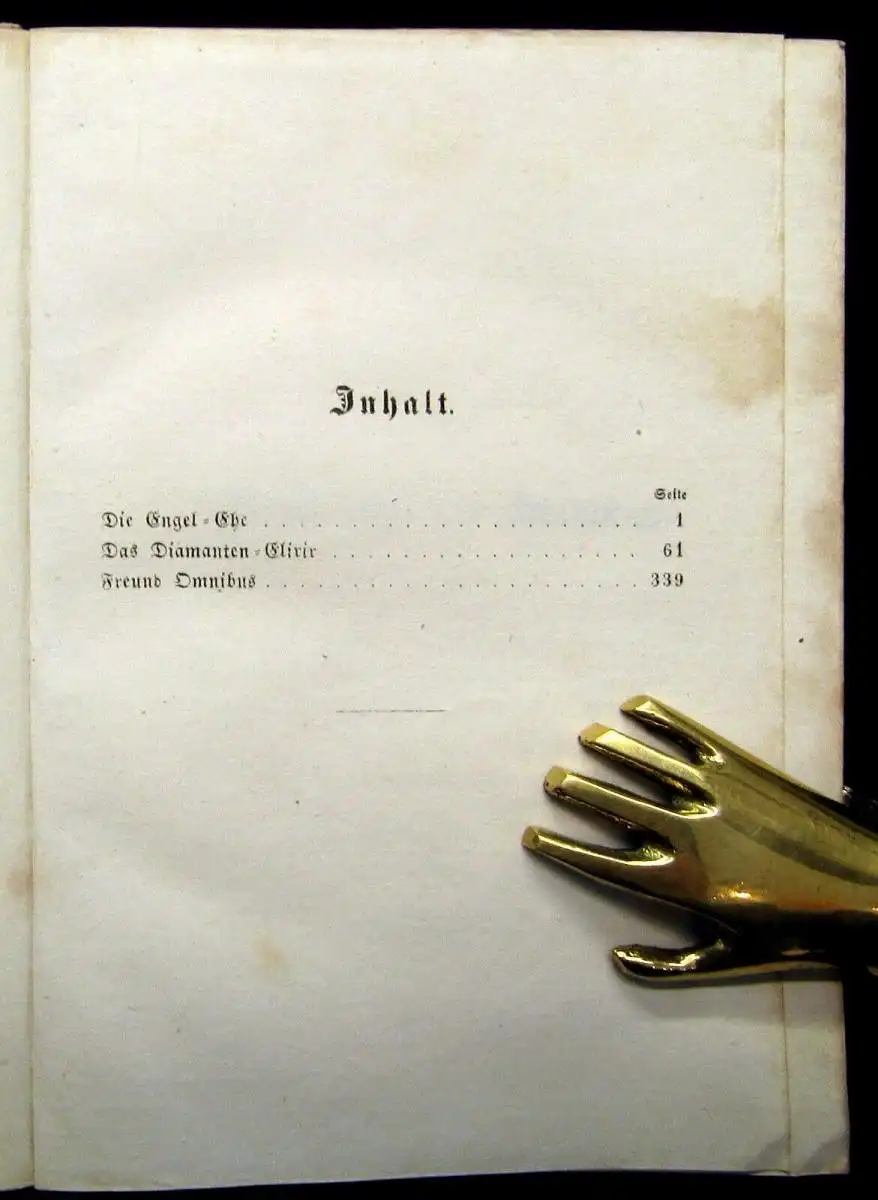 Inhalt.
Seite
Die Engel-Ehe . . . . . . . . . . . . . . . . . . . . . . 1
Das Diamanten-Elixir . . . . . . . . . . . . . . . . . . 61
Freund Omnibus . . . . . . . . . . . . . . . . . . . . . . 339